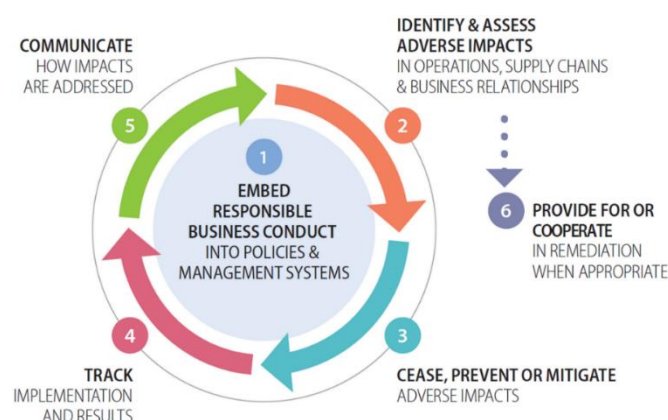 1
EMBED
RESPONSIBLE
BUSINESS CONDUCT
INTO POLICIES &
MANAGEMENT SYSTEMS
2
IDENTIFY & ASSESS
ADVERSE IMPACTS
IN OPERATIONS, SUPPLY CHAINS
& BUSINESS RELATIONSHIPS
3
CEASE, PREVENT OR MITIGATE
ADVERSE IMPACTS
4
TRACK
IMPLEMENTATION
AND RESULTS
5
COMMUNICATE
HOW IMPACTS
ARE ADDRESSED
6
PROVIDE FOR OR
COOPERATE
IN REMEDIATION
WHEN APPROPRIATE